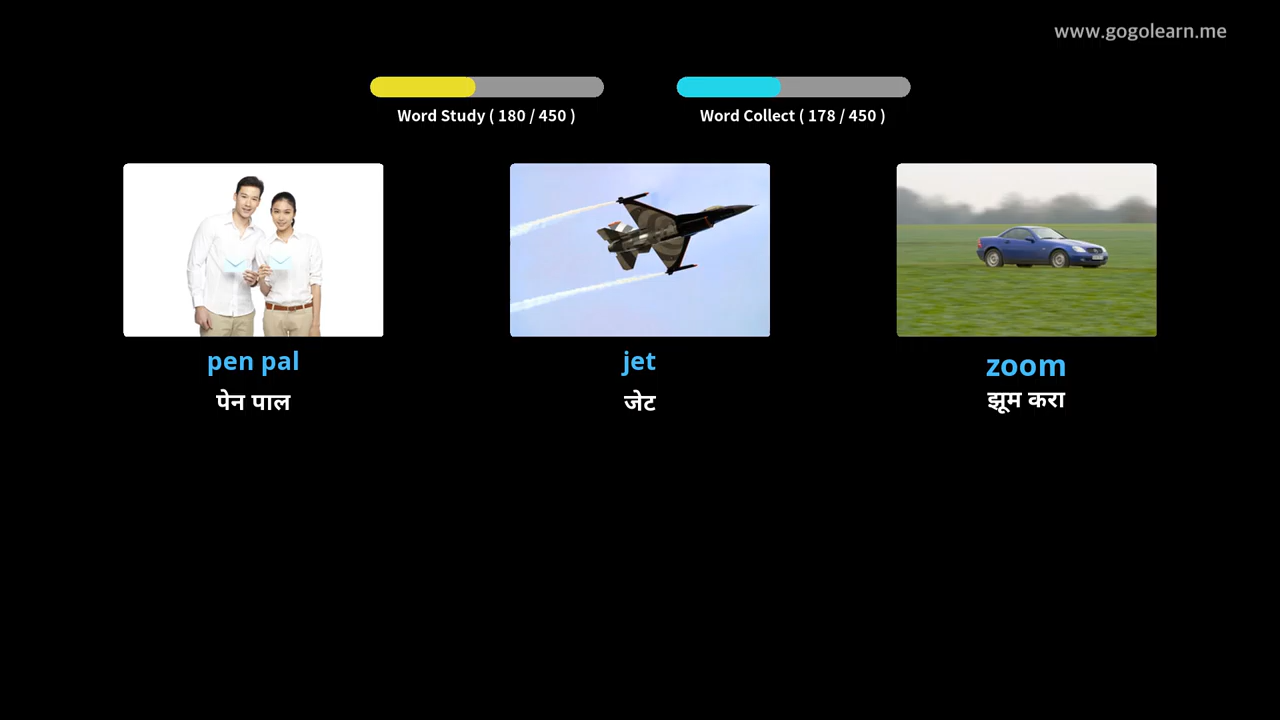 www.gogolearn.me
Word Study ( 180 / 450 )
Word Collect ( 178 / 450 )
pen pal
jet
zoom
पेन पाल
जेट
झूम करा